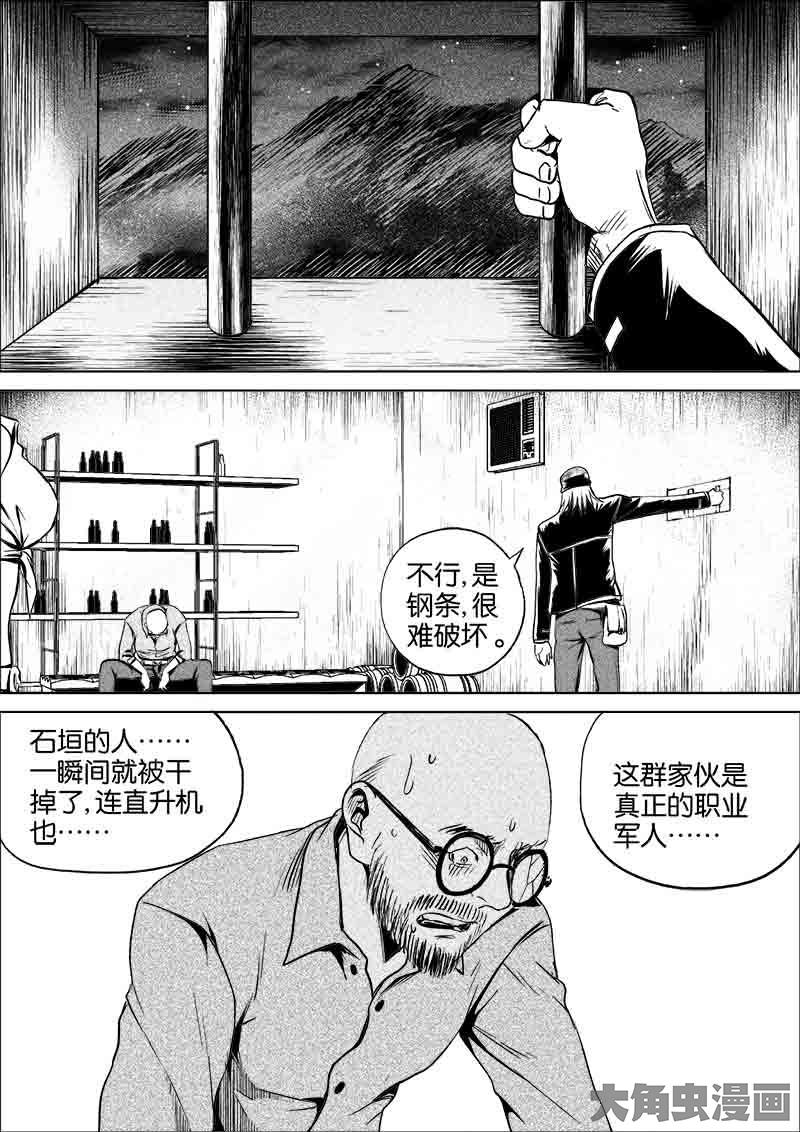 不行，是
钢条，很
难破坏。
这群家伙是
真正的职业
军人……
石垣的人……
一瞬间就被干
掉了，连直升机
也……
大角虫漫画